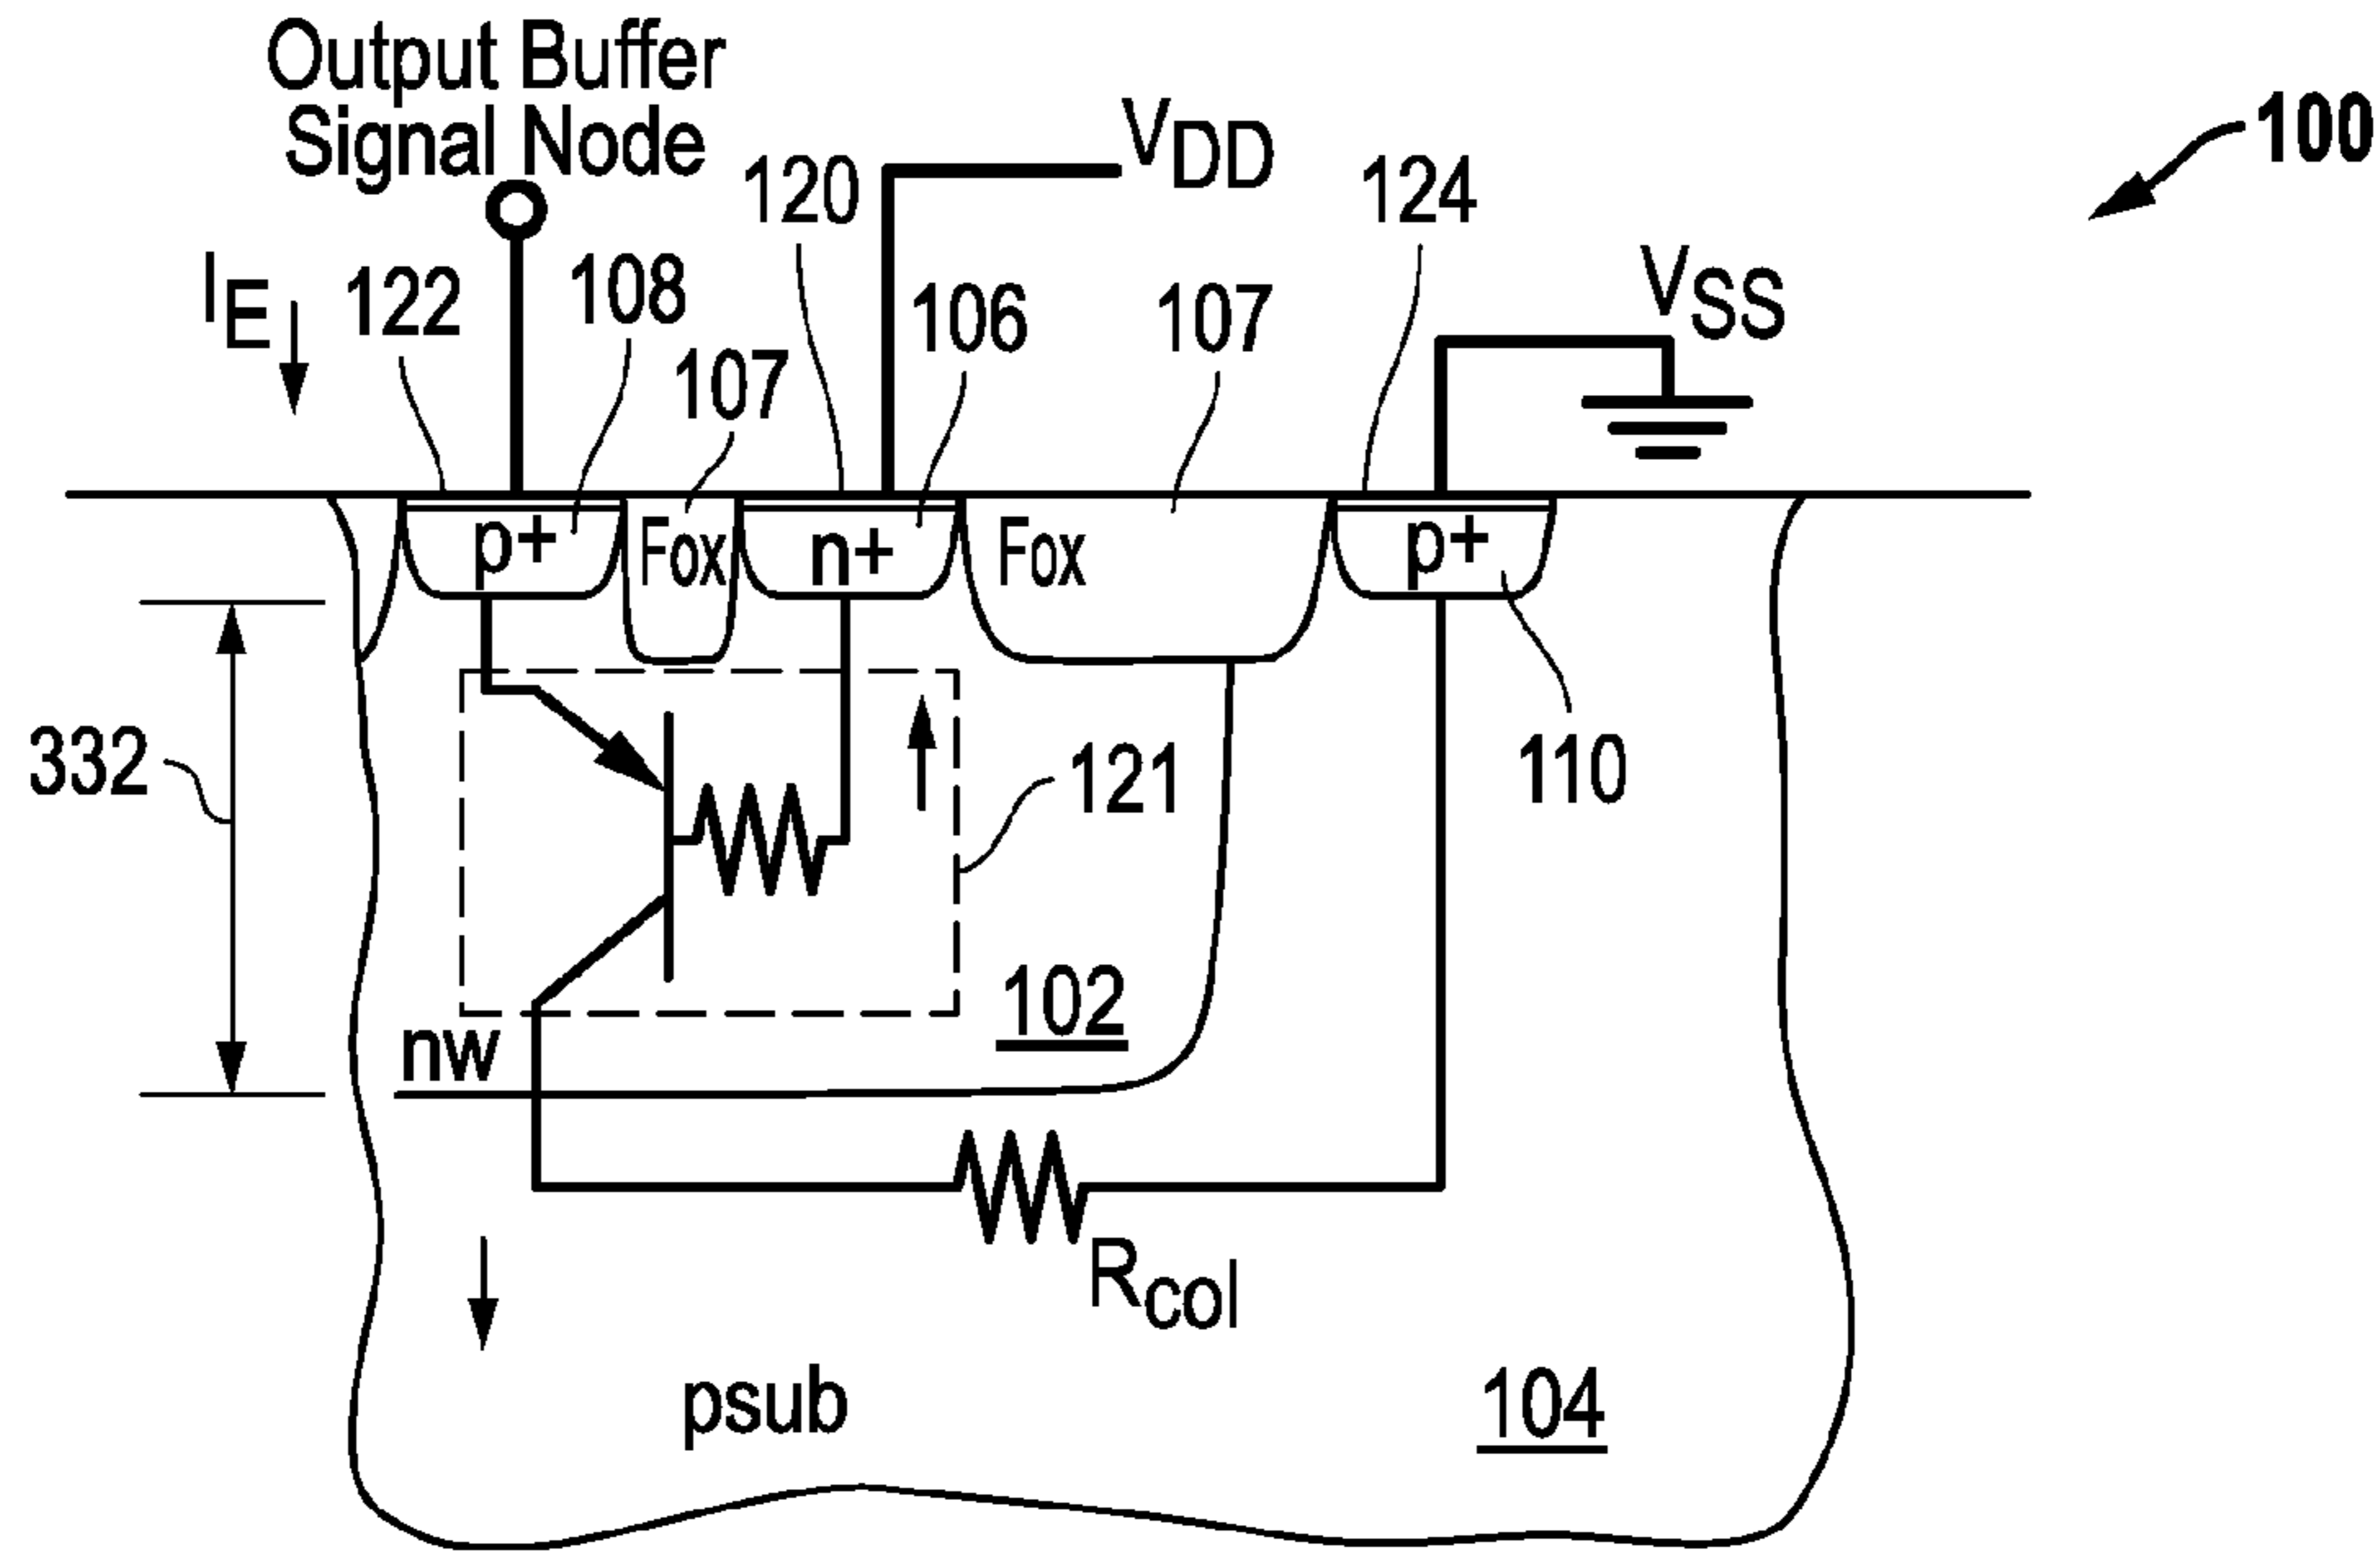 Output Buffer
Signal Node
VDD
100
120
124
IE
122
108
106
107
VSS
107
p+
Fox
n+
Fox
p+
332
121
110
102
nw
Rcol
psub
104